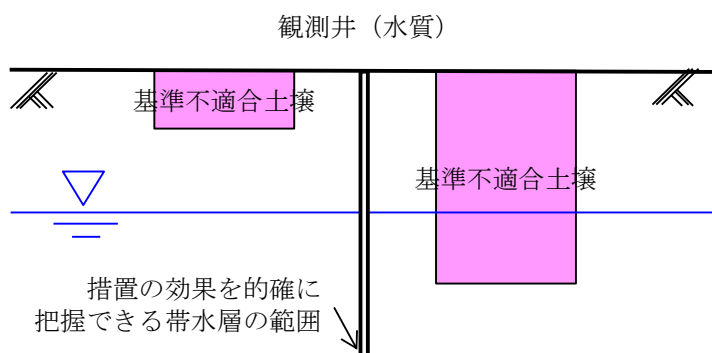 観測井（水質）
基準不適合土壌
基準不適合土壌
措置の効果を的確に
把握できる帯水層の範囲